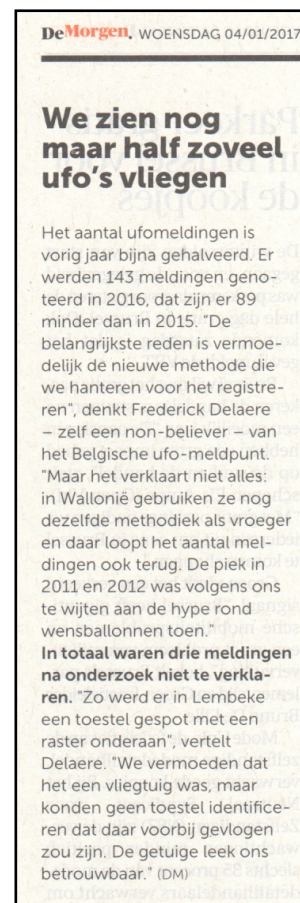 DeMorgen. WOENSDAG 04/01/2017
We zien nog
maar half zoveel
ufo's vliegen
Het aantal ufomeldingen is
vorig jaar bijna gehalveerd. Er
werden 143 meldingen geno-
teerd in 2016, dat zijn er 89
minder dan in 2015. "De
belangrijkste reden is vermoe-
delijk de nieuwe methode die
we hanteren voor het registre-
ren", denkt Frederick Delaere
– zelf een non-believer – van
het Belgische ufo-meldpunt.
"Maar het verklaart niet alles:
in Wallonië gebruiken ze nog
dezelfde methodiek als vroeger
en daar loopt het aantal mel-
dingen ook terug. De piek in
2011 en 2012 was volgens ons
te wijten aan de hype rond
wensballonnen toen."
In totaal waren drie meldingen
na onderzoek niet te verkla-
ren. "Zo werd er in Lembeke
een toestel gespot met een
raster onderaan", vertelt
Delaere. "We vermoeden dat
het een vliegtuig was, maar
konden geen toestel identifice-
ren dat daar voorbij gevlogen
zou zijn. De getuige leek ons
betrouwbaar." (DM)